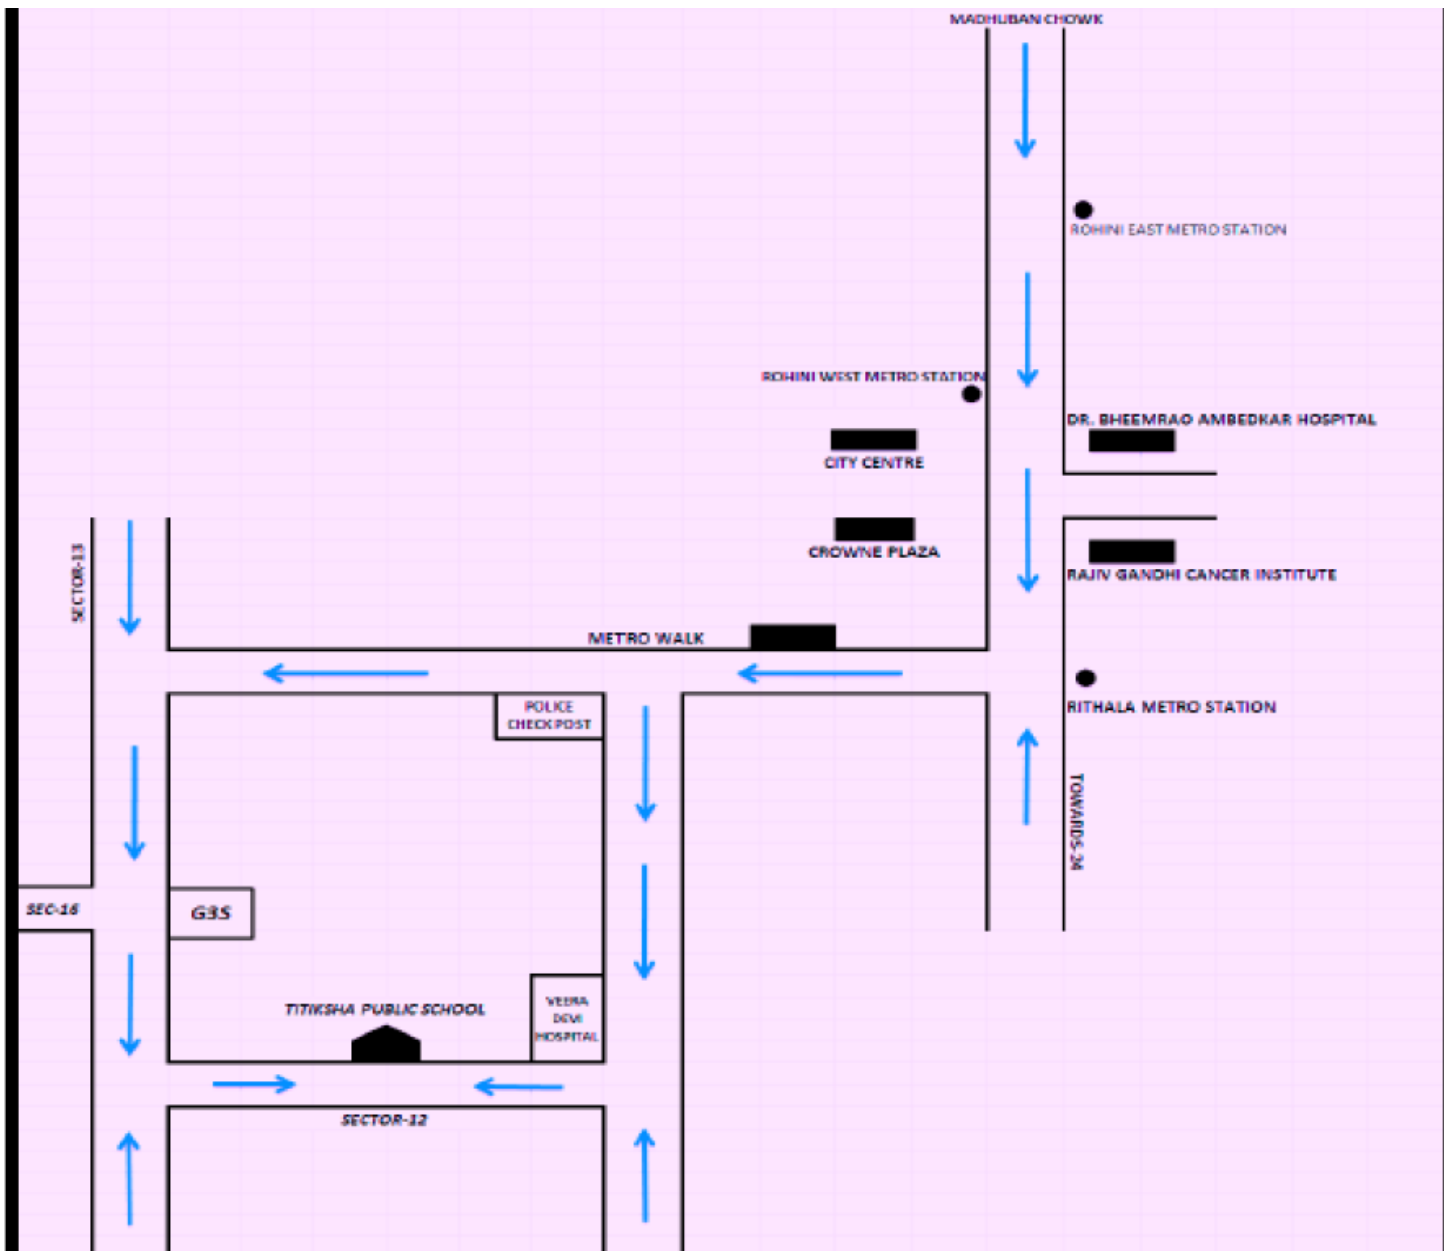 MADHUBAN CHOWK
ROHINI EAST METRO STATION
ROHINI WEST METRO STATION
DR. BHEEMRAO AMBEDKAR HOSPITAL
CITY CENTRE
CROWNE PLAZA
RAJIV GANDHI CANCER INSTITUTE
SECTOR-13
METRO WALK
POLICE
CHECK POST
RITHALA METRO STATION
TOWARDS-24
SEC-16
G3S
TITIKSHA PUBLIC SCHOOL
VEERA
DEVI
HOSPITAL
SECTOR-12